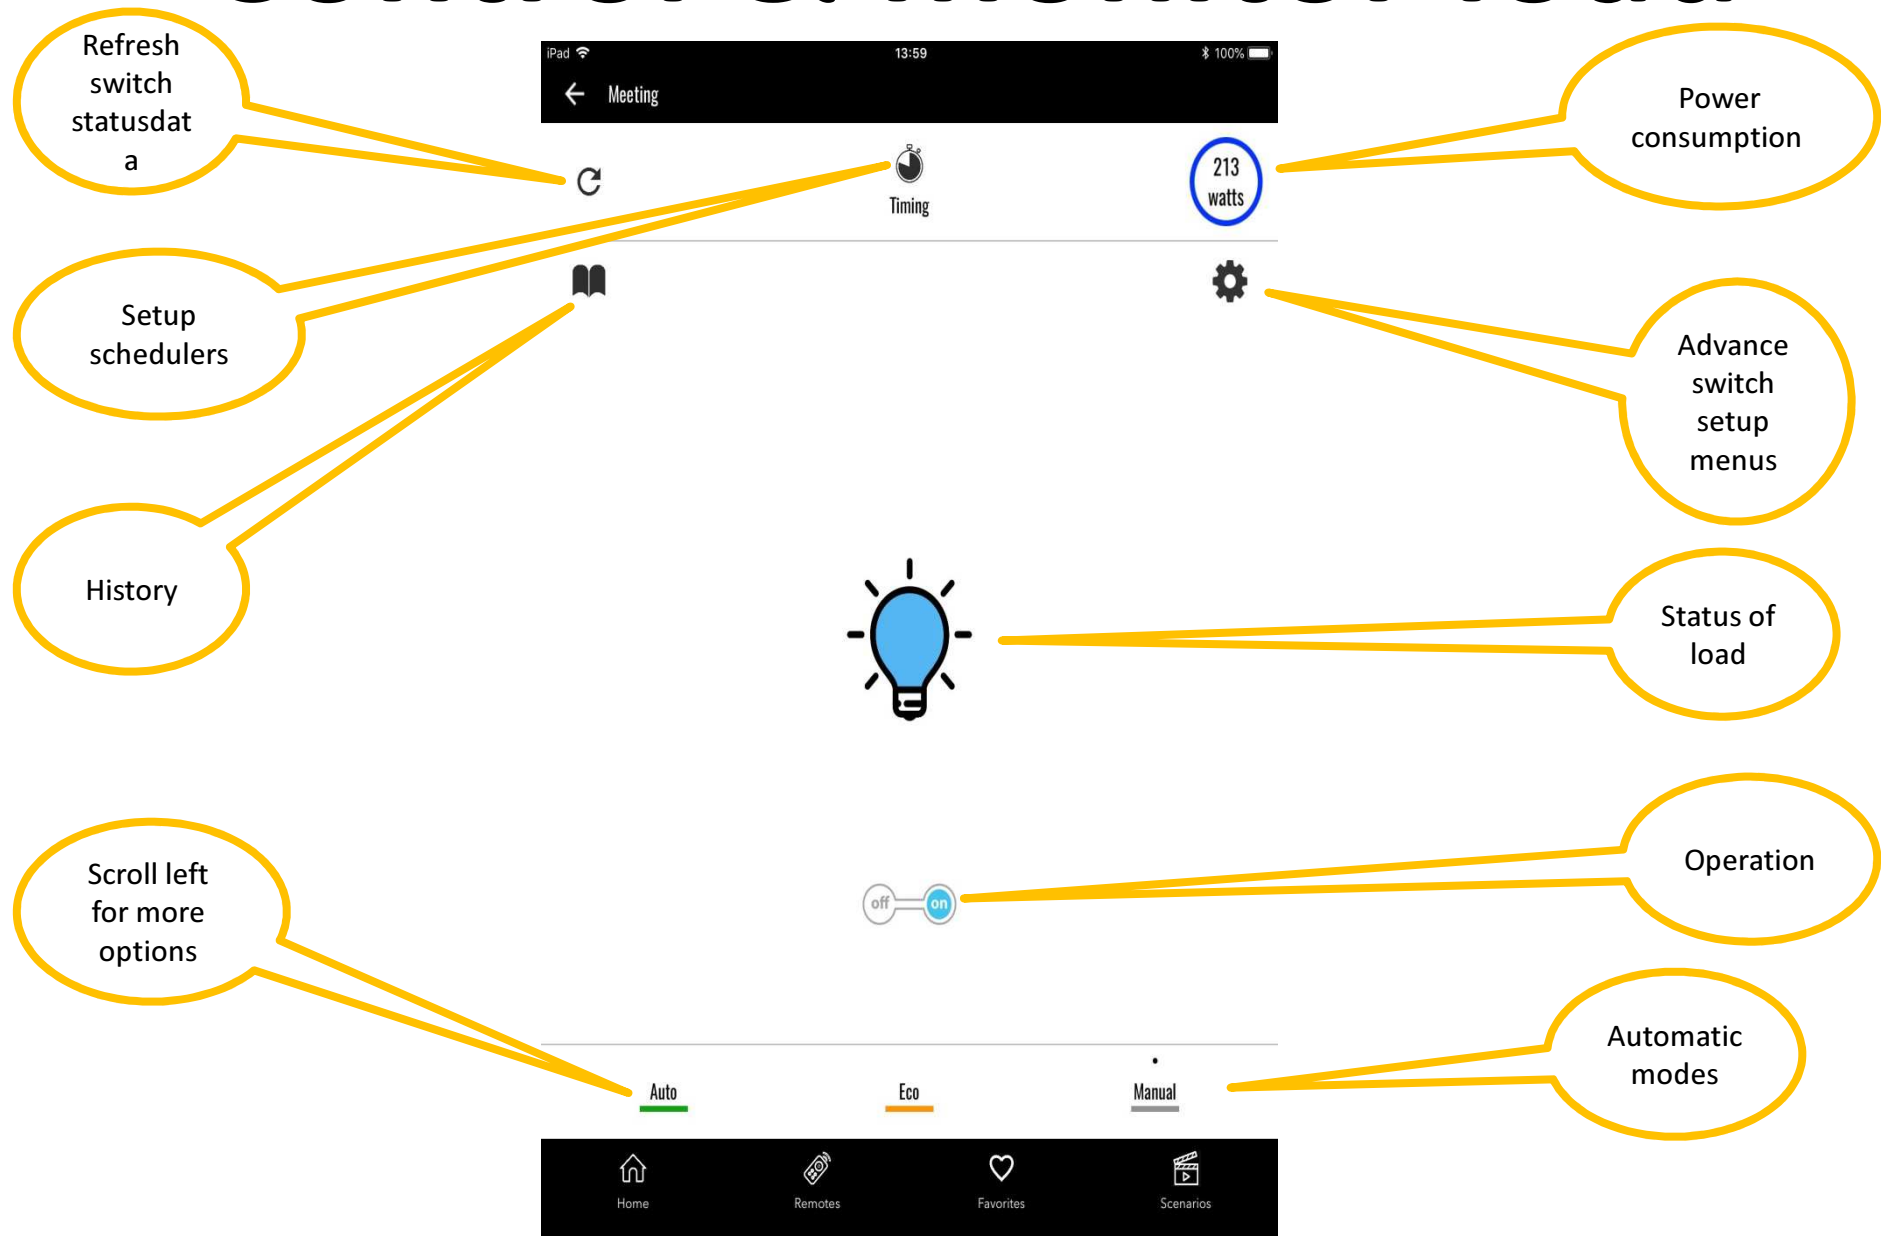 Refresh
switch
statusdat
a
iPad
13:59
100%
Meeting
Power
consumption
213
watts
Timing
Setup
schedulers
Advance
switch
setup
menus
History
Status of
load
Operation
off
on
Scroll left
for more
options
Automatic
modes
Auto
Eco
Manual
Home
Remotes
Favorites
Scenarios